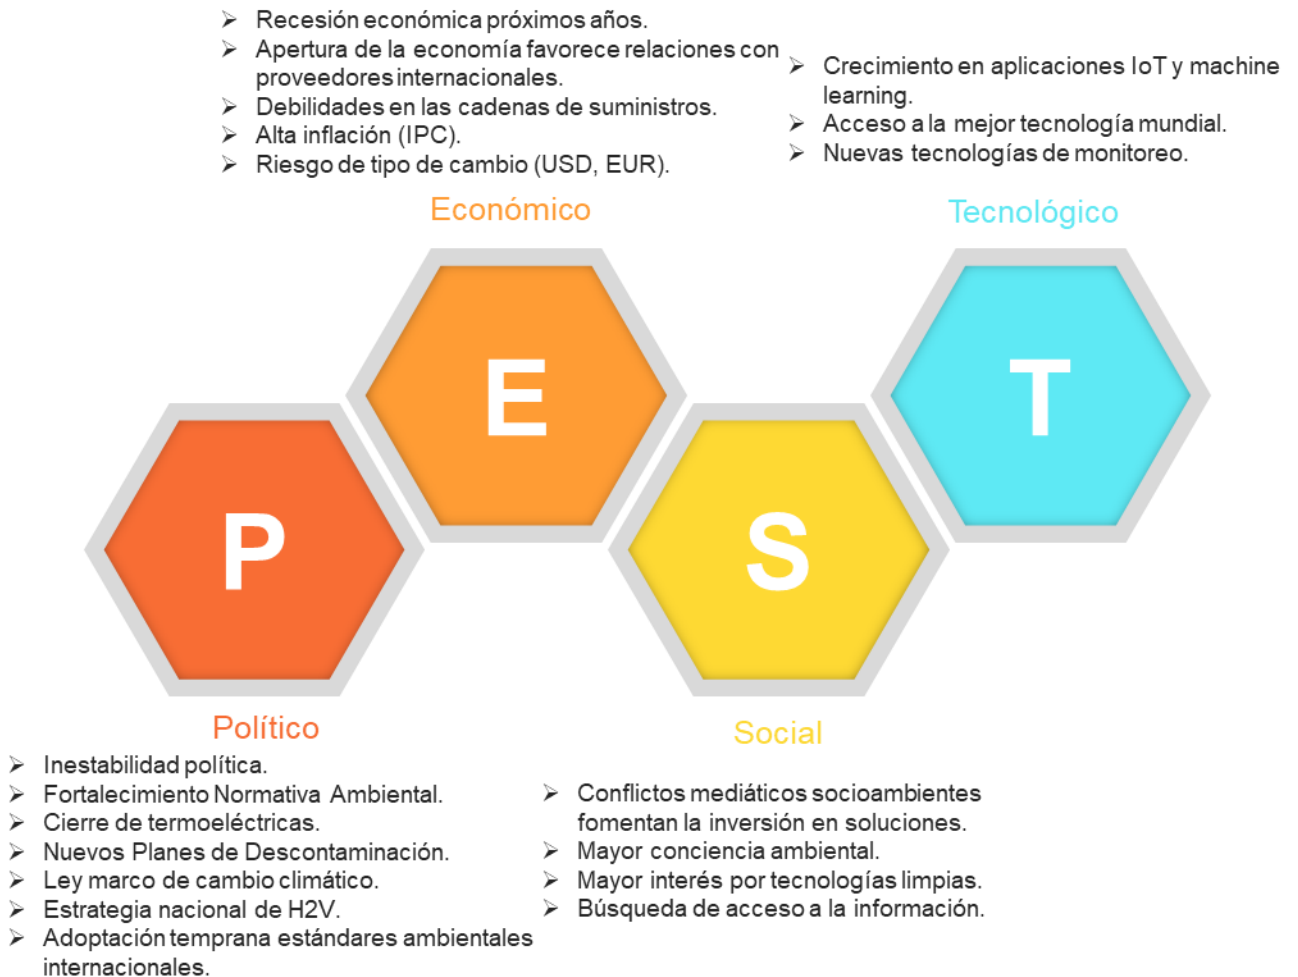 ➢ Recesión económica próximos años.
➢ Apertura de la economía favorece relaciones con
proveedores internacionales.
➢ Debilidades en las cadenas de suministros.
➢ Alta inflación (IPC).
➢ Riesgo de tipo de cambio (USD, EUR).
Económico
➢ Crecimiento en aplicaciones IoT y machine
learning.
➢ Acceso a la mejor tecnología mundial.
➢ Nuevas tecnologías de monitoreo.
Tecnológico
P
E
S
T
Político
➢ Inestabilidad política.
➢ Fortalecimiento Normativa Ambiental.
➢ Cierre de termoeléctricas.
➢ Nuevos Planes de Descontaminación.
➢ Ley marco de cambio climático.
➢ Estrategia nacional de H2V.
➢ Adoptación temprana estándares ambientales
internacionales.
Social
➢ Conflictos mediáticos socioambientes
fomentan la inversión en soluciones.
➢ Mayor conciencia ambiental.
➢ Mayor interés por tecnologías limpias.
➢ Búsqueda de acceso a la información.